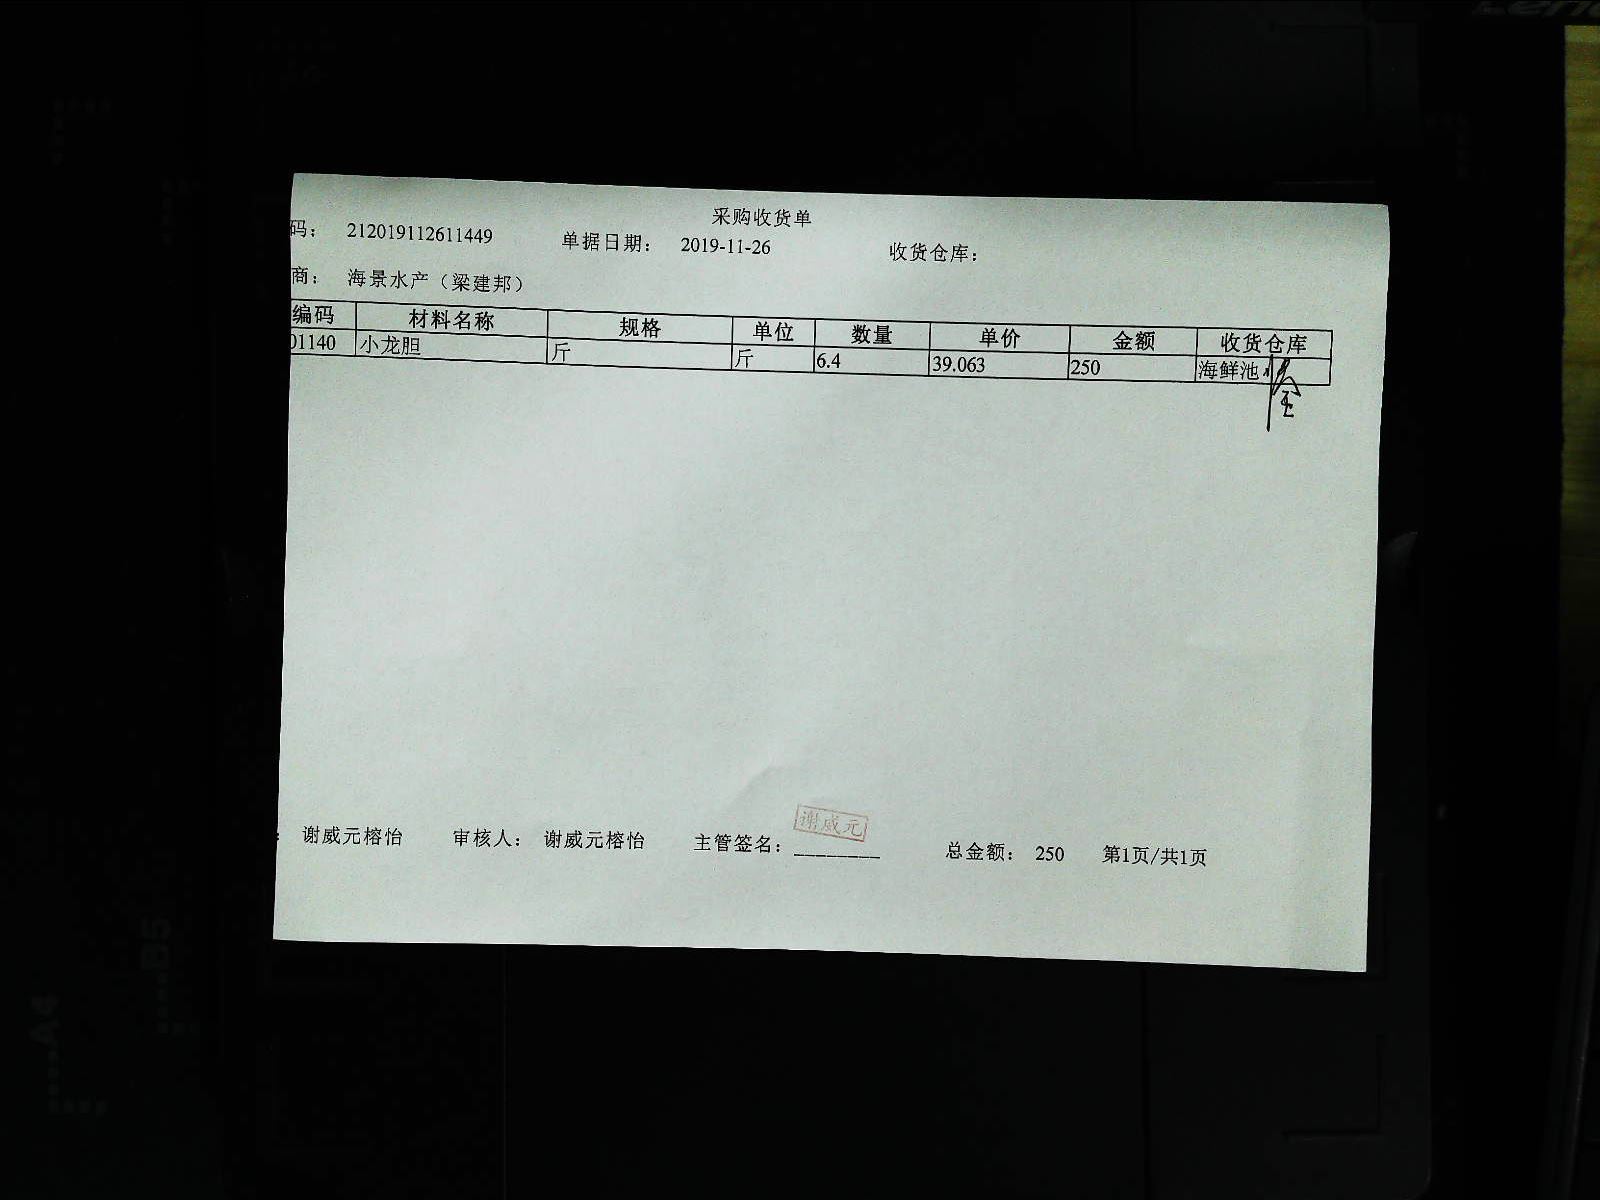 采购收货单
码： 212019112611449 单据日期： 2019-11-26 收货仓库：
商： 海景水产（梁建邦）
编码 材料名称 规格 单位 数量 单价 金额 收货仓库
01140 小龙胆 斤 斤 6.4 39.063 250 海鲜池
谢威元
： 谢威元榕怡 审核人： 谢威元榕怡 主管签名：________ 总金额： 250 第1页/共1页
B5
A4